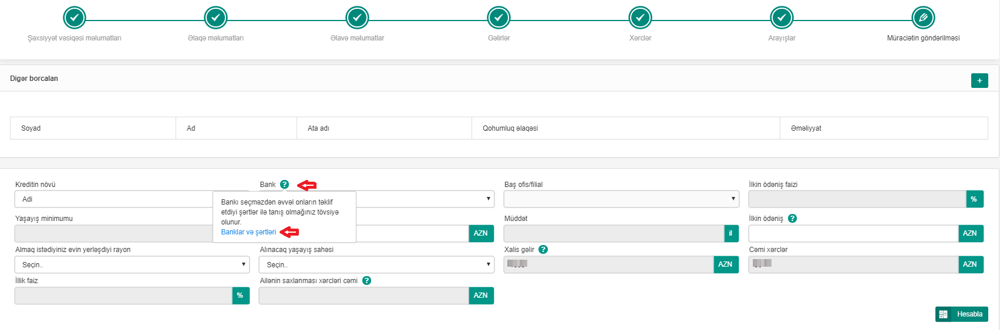 Şəxsiyyət vəsiqəsi məlumatları
Əlaqə məlumatları
Əlavə məlumatlar
Gəlirlər
Xərclər
Arayışlar
Müraciətin göndərilməsi
Digər borcalan
+
Soyad
Ad
Ata adı
Qohumluq əlaqəsi
Əməliyyat
Kreditin növü
Bank ?
Baş ofis/filial
İlkin ödəniş faizi
Adi
%
Bankı seçməzdən əvvəl onların təklif
etdiyi şərtlər ilə tanış olmağınız tövsiyə
olunur.
Banklar və şərtləri
Yaşayış minimumu
AZN
Müddət
il
İlkin ödəniş ?
AZN
Almaq istədiyiniz evin yerləşdiyi rayon
Alınacaq yaşayış sahəsi
Xalis gəlir ?
Cəmi xərclər
Seçin..
Seçin..
AZN
AZN
İllik faiz
Ailənin saxlanması xərcləri cəmi ?
%
AZN
Hesabla